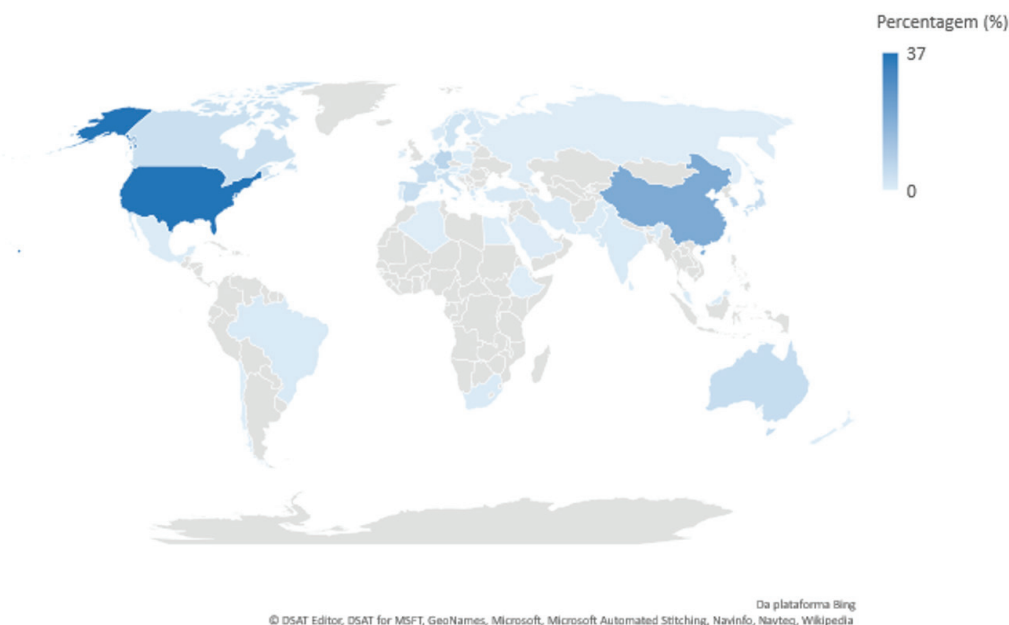 Percentagem (%)
37
0
Da plataforma Bing
© DSAT Editor, DSAT for MSFT, GeoNames, Microsoft, Microsoft Automated Stitching, Navinfo, Navteq, Wikipedia